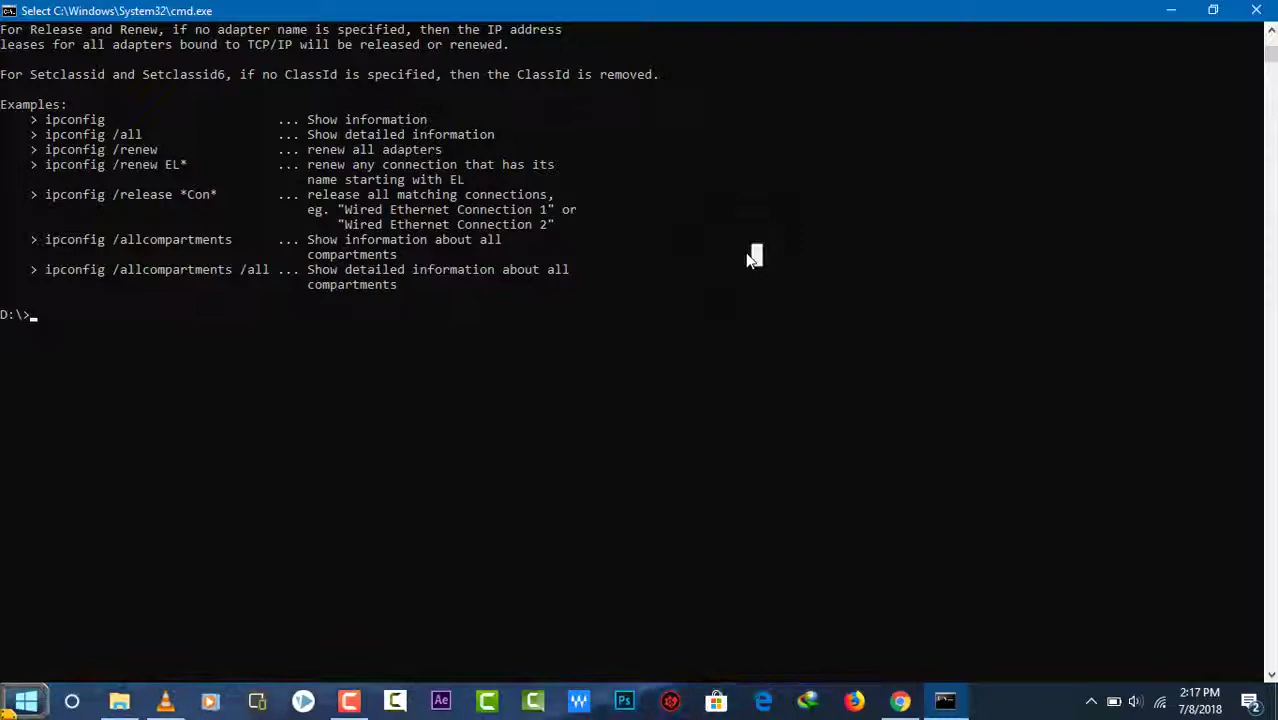 Select C:\Windows\System32\cmd.exe
For Release and Renew, if no adapter name is specified, then the IP address
leases for all adapters bound to TCP/IP will be released or renewed.
For Setclassid and Setclassid6, if no ClassId is specified, then the ClassId is removed.
Examples:
> ipconfig ... Show information
> ipconfig /all ... Show detailed information
> ipconfig /renew ... renew all adapters
> ipconfig /renew EL* ... renew any connection that has its
name starting with EL
> ipconfig /release *Con* ... release all matching connections,
eg. "Wired Ethernet Connection 1" or
"Wired Ethernet Connection 2"
> ipconfig /allcompartments ... Show information about all
compartments
> ipconfig /allcompartments /all ... Show detailed information about all
compartments
D:\>
Ae
Ps
2:17 PM
7/8/2018
2